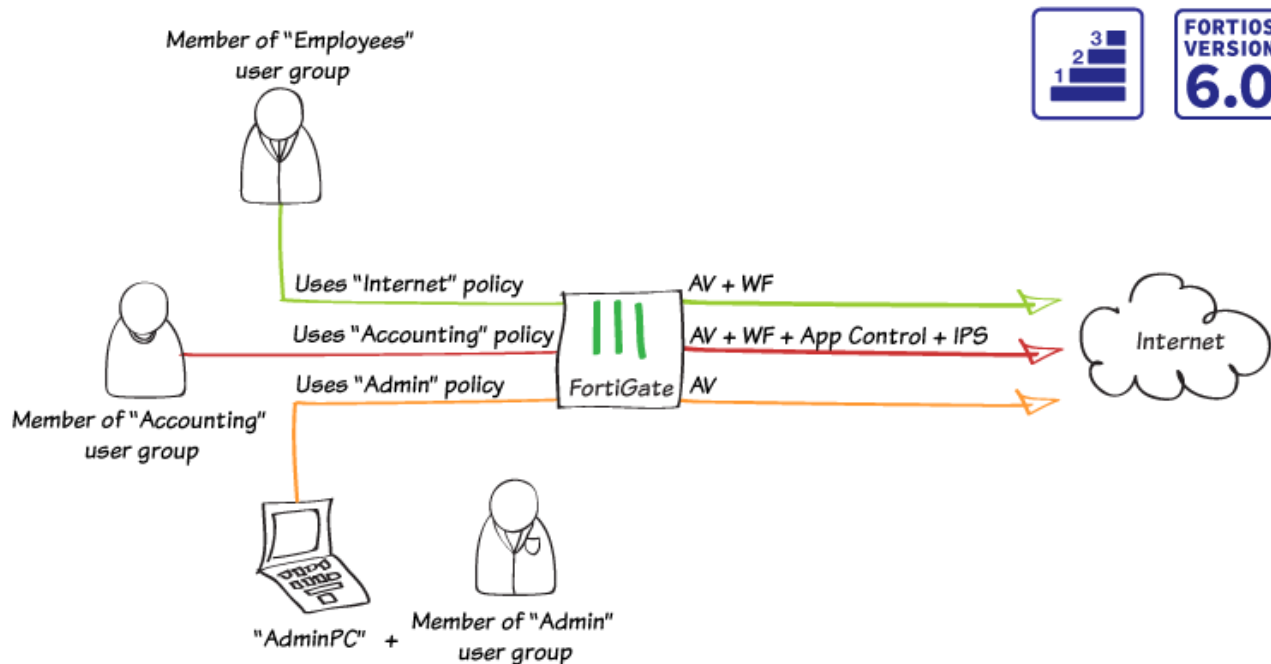 Member of "Employees"
user group
3
2
1
FORTIOS
VERSION
6.0
Uses "Internet" policy
AV + WF
Uses "Accounting" policy
AV + WF + App Control + IPS
Internet
Uses "Admin" policy
FortiGate
AV
Member of "Accounting"
user group
"AdminPC" + Member of "Admin"
user group